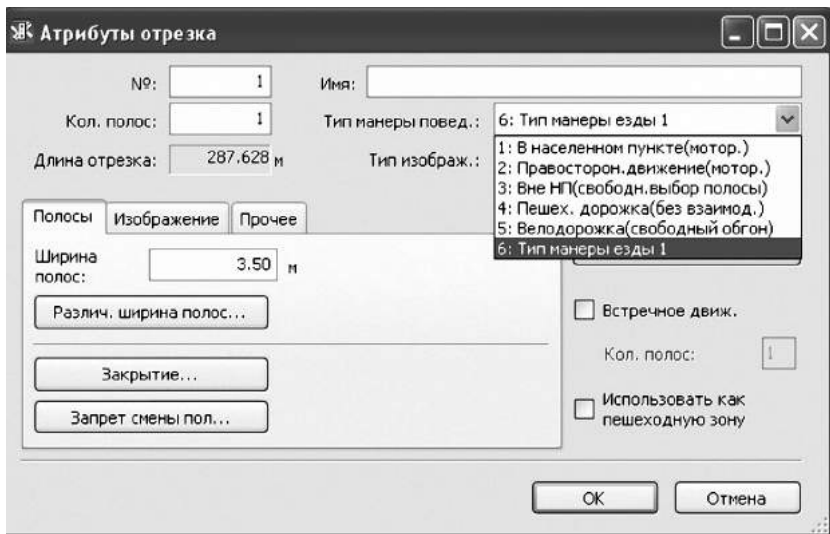 Атрибуты отрезка
№: 1 Имя:
Кол. полос: 1 Тип манеры повед.: 6: Тип манеры езды 1
Длина отрезка: 287.628 м Тип изображ.:
1: В населенном пункте(мотор.)
2: Правосторон.движение(мотор.)
3: Вне НП(свободн.выбор полосы)
4: Пешех. дорожка(без взаимод.)
5: Велодорожка(свободный обгон)
6: Тип манеры езды 1
Полосы Изображение Прочее
Ширина
полос: 3.50 м
Различ. ширина полос...
Закрытие...
Запрет смены пол...
Встречное движ.
Кол. полос: 1
Использовать как
пешеходную зону
OK Отмена